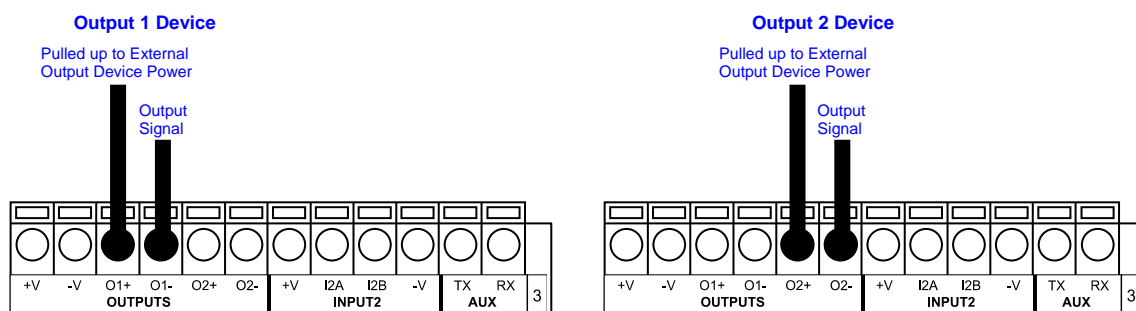 Output 1 Device
Pulled up to External
Output Device Power
Output
Signal
+V -V O1+ O1- O2+ O2- +V I2A I2B -V TX RX
OUTPUTS INPUT2 AUX
3
Output 2 Device
Pulled up to External
Output Device Power
Output
Signal
+V -V O1+ O1- O2+ O2- +V I2A I2B -V TX RX
OUTPUTS INPUT2 AUX
3